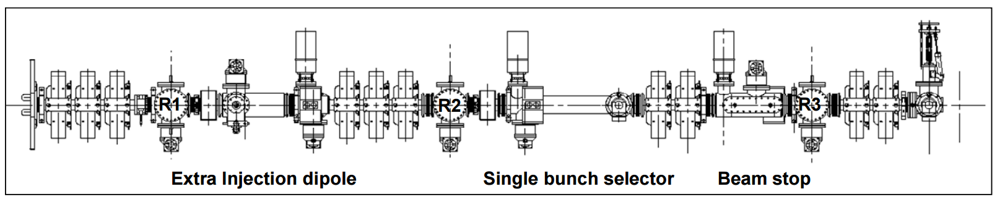 R1
R2
R3
Extra Injection dipole
Single bunch selector
Beam stop